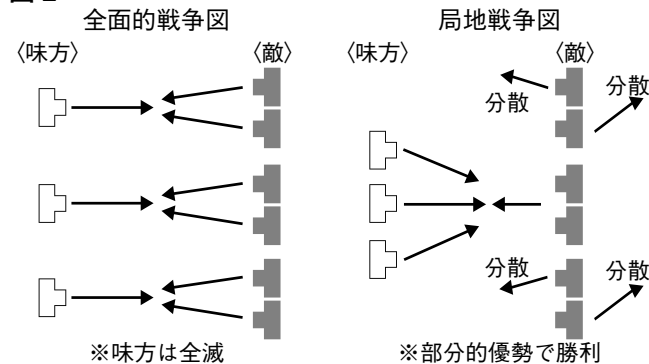 全面的戦争図
〈味方〉
〈敵〉
※味方は全滅
局地戦争図
〈味方〉
〈敵〉
分散
分散
分散
分散
※部分的優勢で勝利